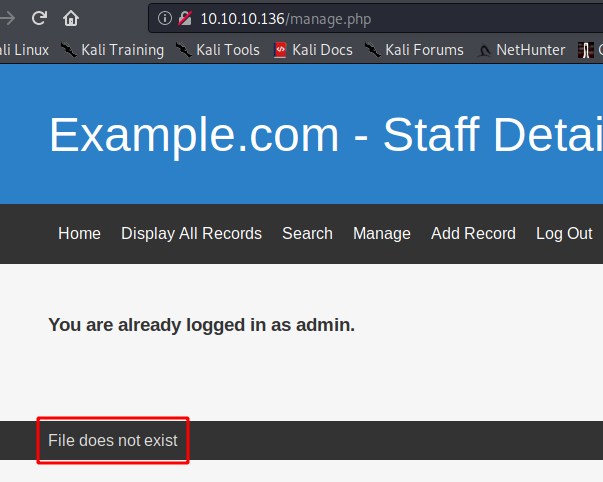 10.10.10.136/manage.php
Kali Linux Kali Training Kali Tools Kali Docs Kali Forums NetHunter
Example.com - Staff Detai
Home Display All Records Search Manage Add Record Log Out
You are already logged in as admin.
File does not exist